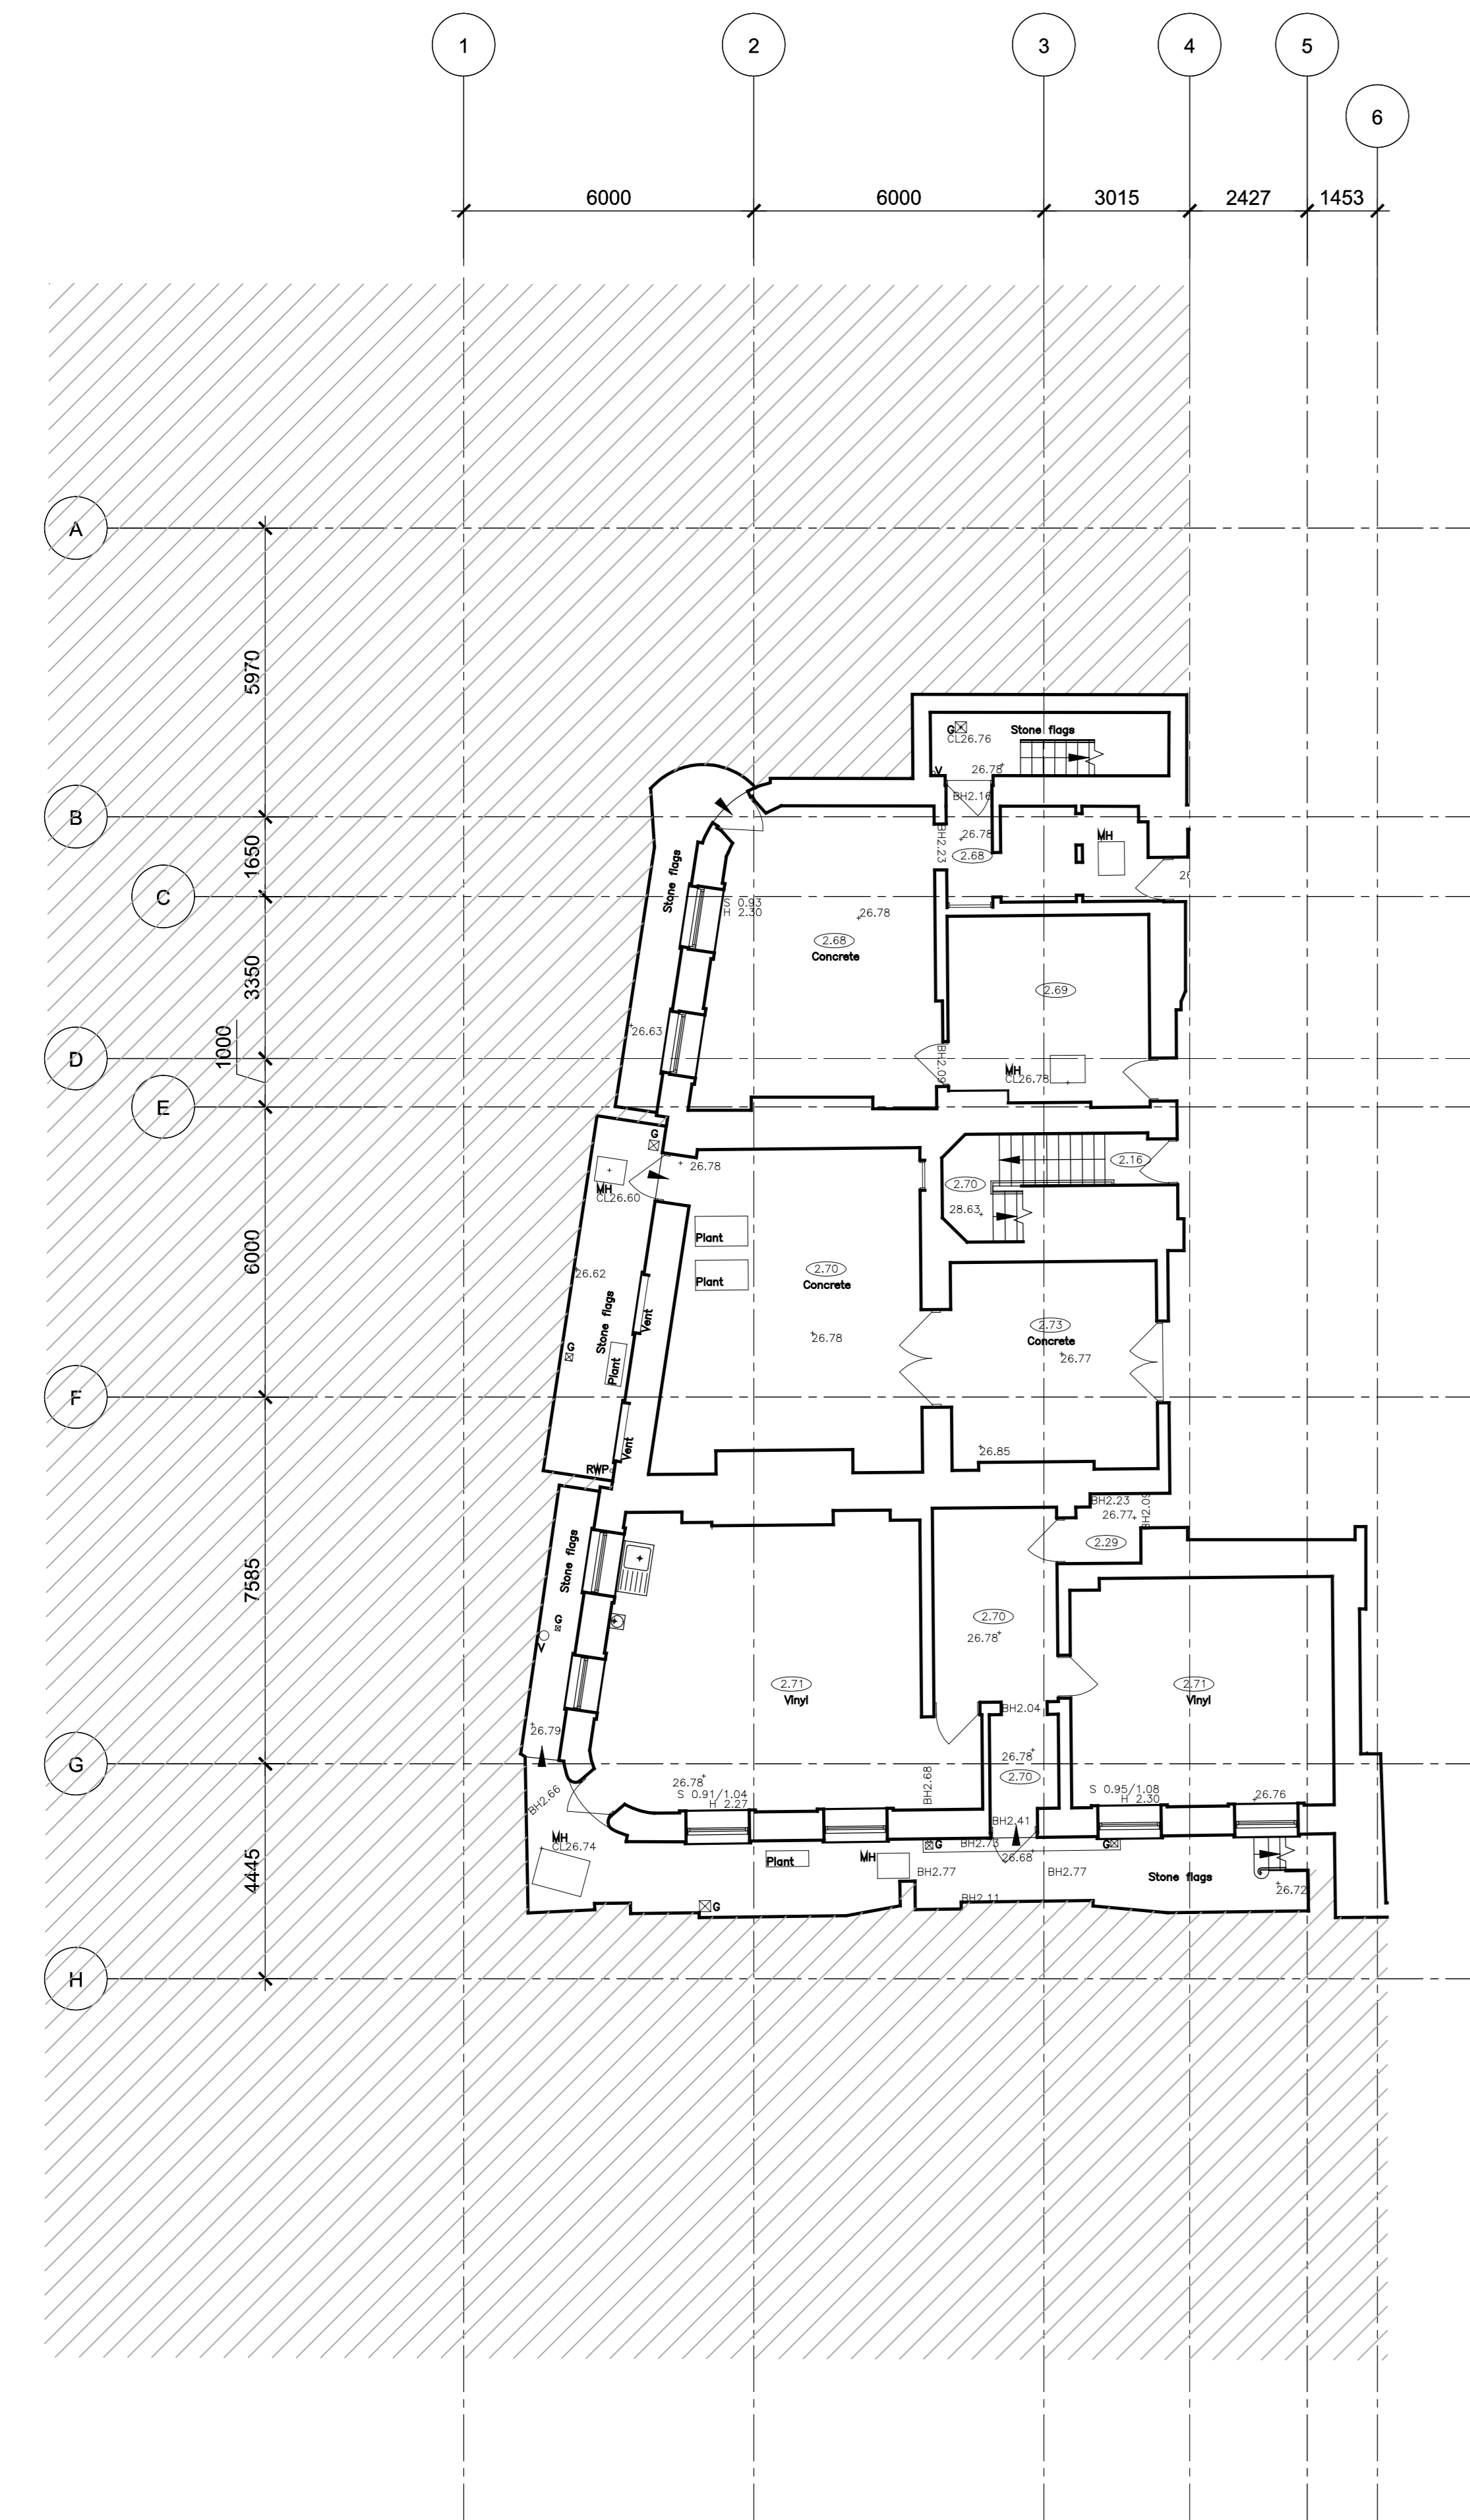 1
2
3
4
5
6
6000
6000
3015
2427
1453
A
5970
G
CL26.76
Stone flags
V
26.78
BH2.16
B
BH2.23
26.78
2.68
MH
1650
Stone flags
C
S 0.93
H 2.30
26.78
2.68
Concrete
3350
2.69
26.63
1000
D
BH2.09
MH
CL26.78
E
G
26.78
2.16
MH
CL26.60
2.70
28.63
Plant
6000
26.62
2.70
Concrete
Plant
Stone flags
Vent
26.78
2.73
Concrete
26.77
G
Plant
F
Vent
26.85
RWP
BH2.23
26.77
BH2.09
2.29
Stone flags
7585
G
V
2.70
26.78
2.71
Vinyl
2.71
Vinyl
BH2.04
26.79
G
26.78
2.70
26.78
S 0.91/1.04
H 2.27
BH2.68
BH2.66
S 0.95/1.08
H 2.30
26.76
BH2.41
MH
CL26.74
G
BH2.73
G
26.68
Plant
MH
BH2.77
BH2.77
Stone flags
4445
26.72
BH2.11
G
H